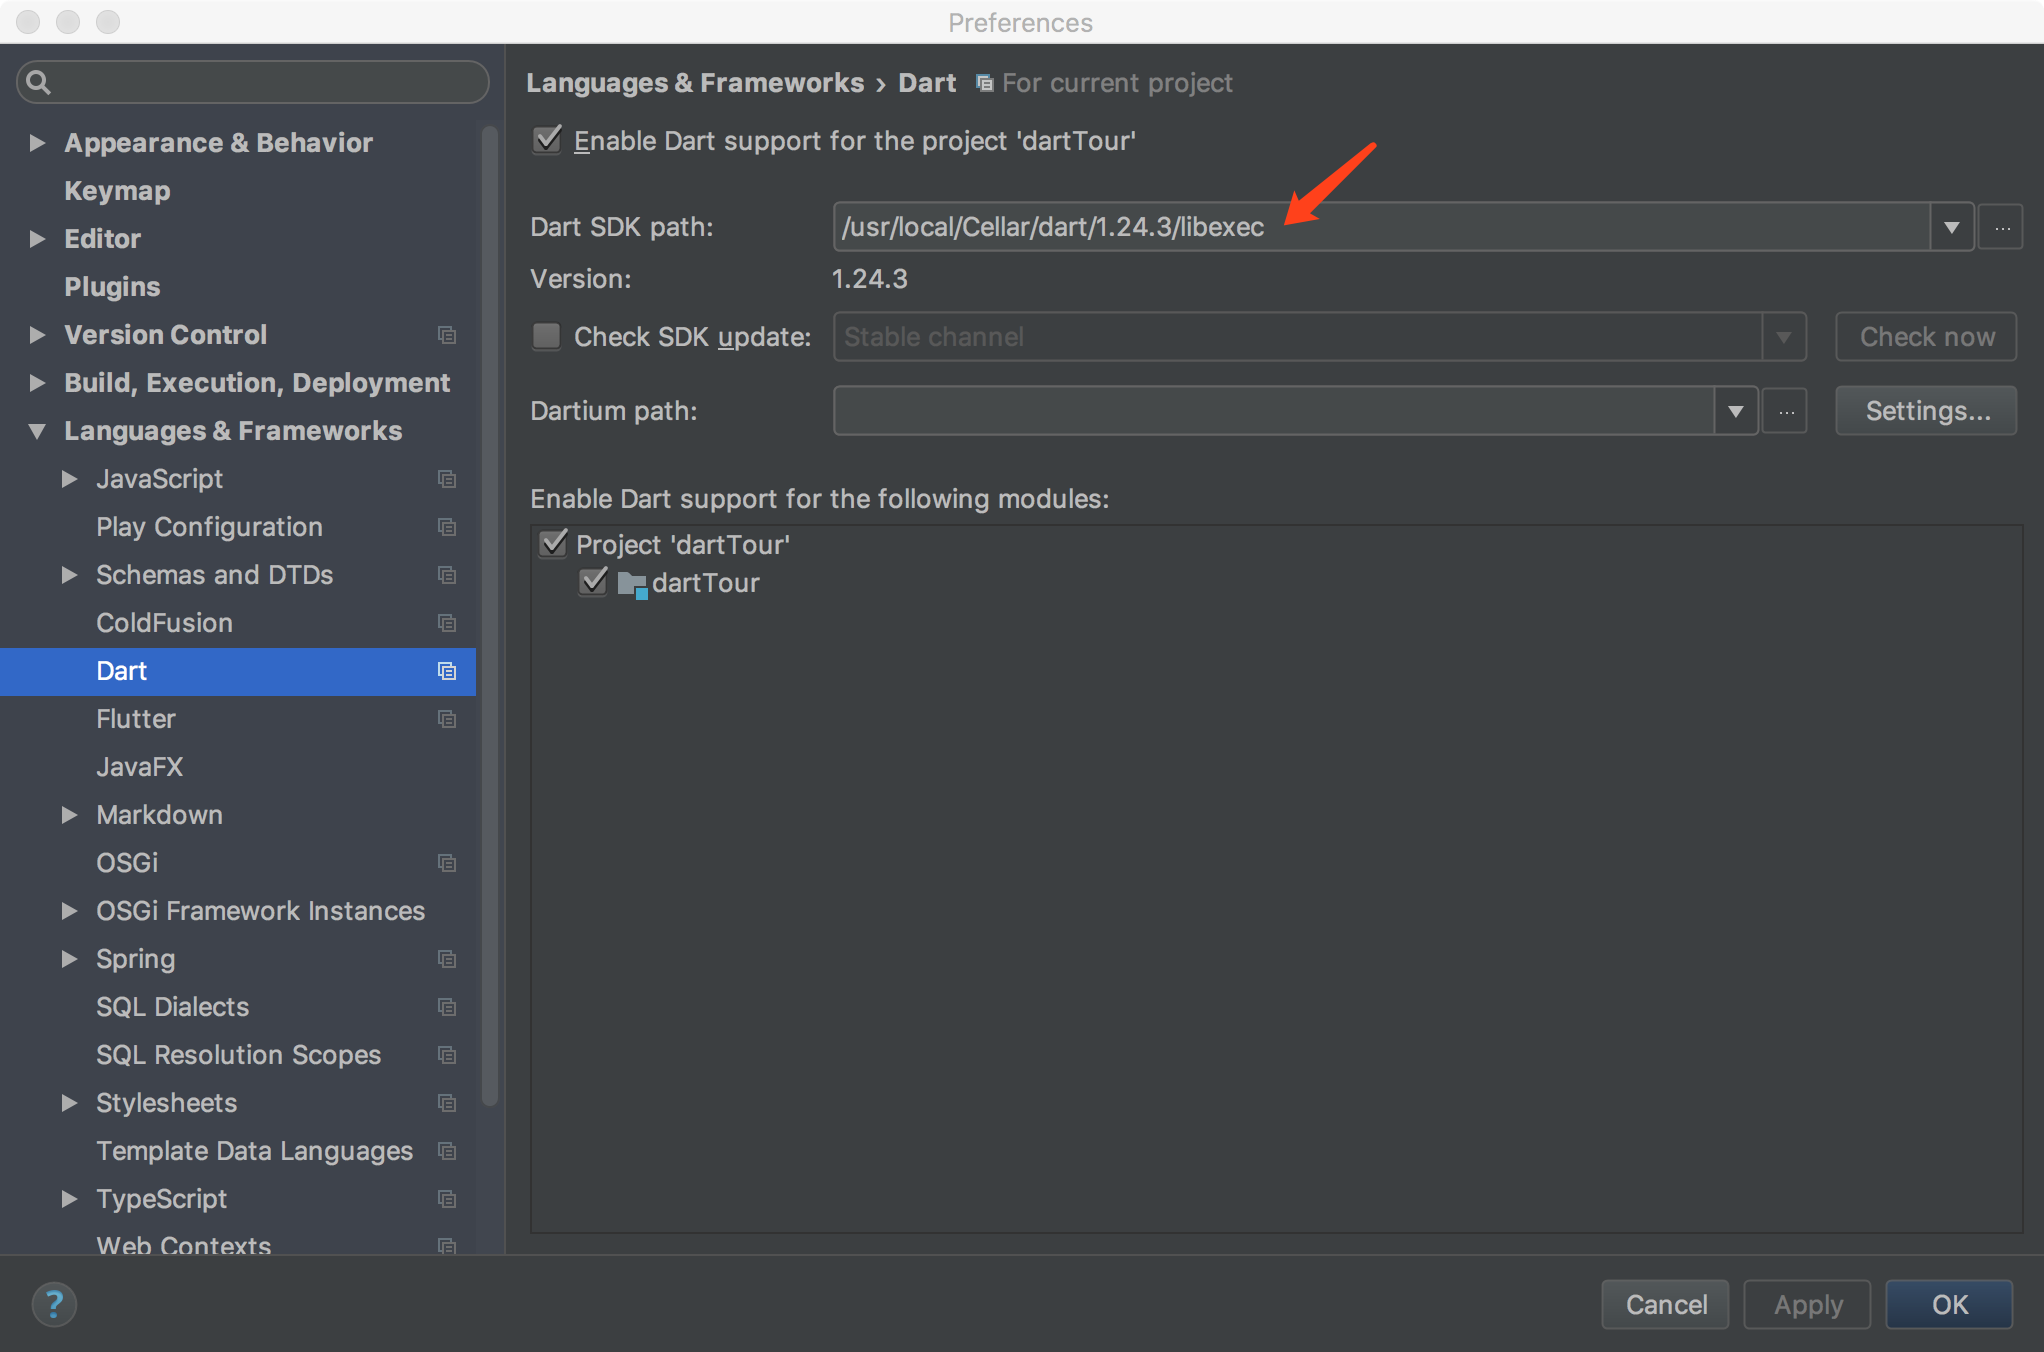 Preferences
Appearance & Behavior
Keymap
Editor
Plugins
Version Control
Build, Execution, Deployment
Languages & Frameworks
JavaScript
Play Configuration
Schemas and DTDs
ColdFusion
Dart
Flutter
JavaFX
Markdown
OSGi
OSGi Framework Instances
Spring
SQL Dialects
SQL Resolution Scopes
Stylesheets
Template Data Languages
TypeScript
Web Contexts
Languages & Frameworks › Dart For current project
Enable Dart support for the project 'dartTour'
Dart SDK path: /usr/local/Cellar/dart/1.24.3/libexec ...
Version: 1.24.3
Check SDK update: Stable channel Check now
Dartium path: ... Settings...
Enable Dart support for the following modules:
Project 'dartTour'
dartTour
? Cancel Apply OK